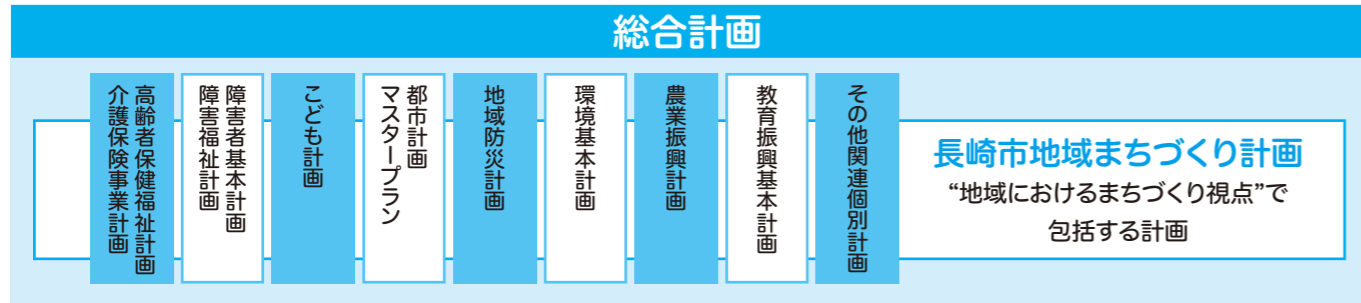 総合計画
高齢者保健福祉計画
介護保険事業計画
障害者基本計画
障害福祉計画
こども計画
都市計画
マスタープラン
地域防災計画
環境基本計画
農業振興計画
教育振興基本計画
その他関連個別計画
長崎市地域まちづくり計画
“地域におけるまちづくり視点”で
包括する計画